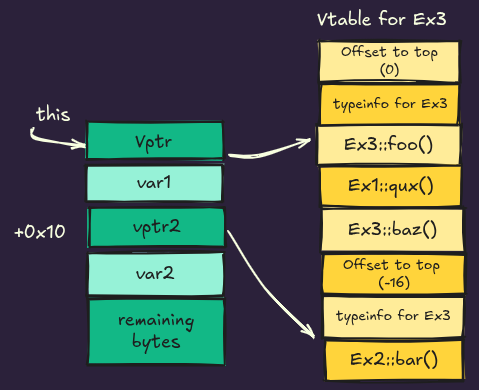 Vtable for Ex3
Offset to top
(0)
typeinfo for Ex3
Ex3::foo()
Ex1::qux()
Ex3::baz()
Offset to top
(-16)
typeinfo for Ex3
Ex2::bar()
this
Vptr
var1
+0x10
vptr2
var2
remaining
bytes